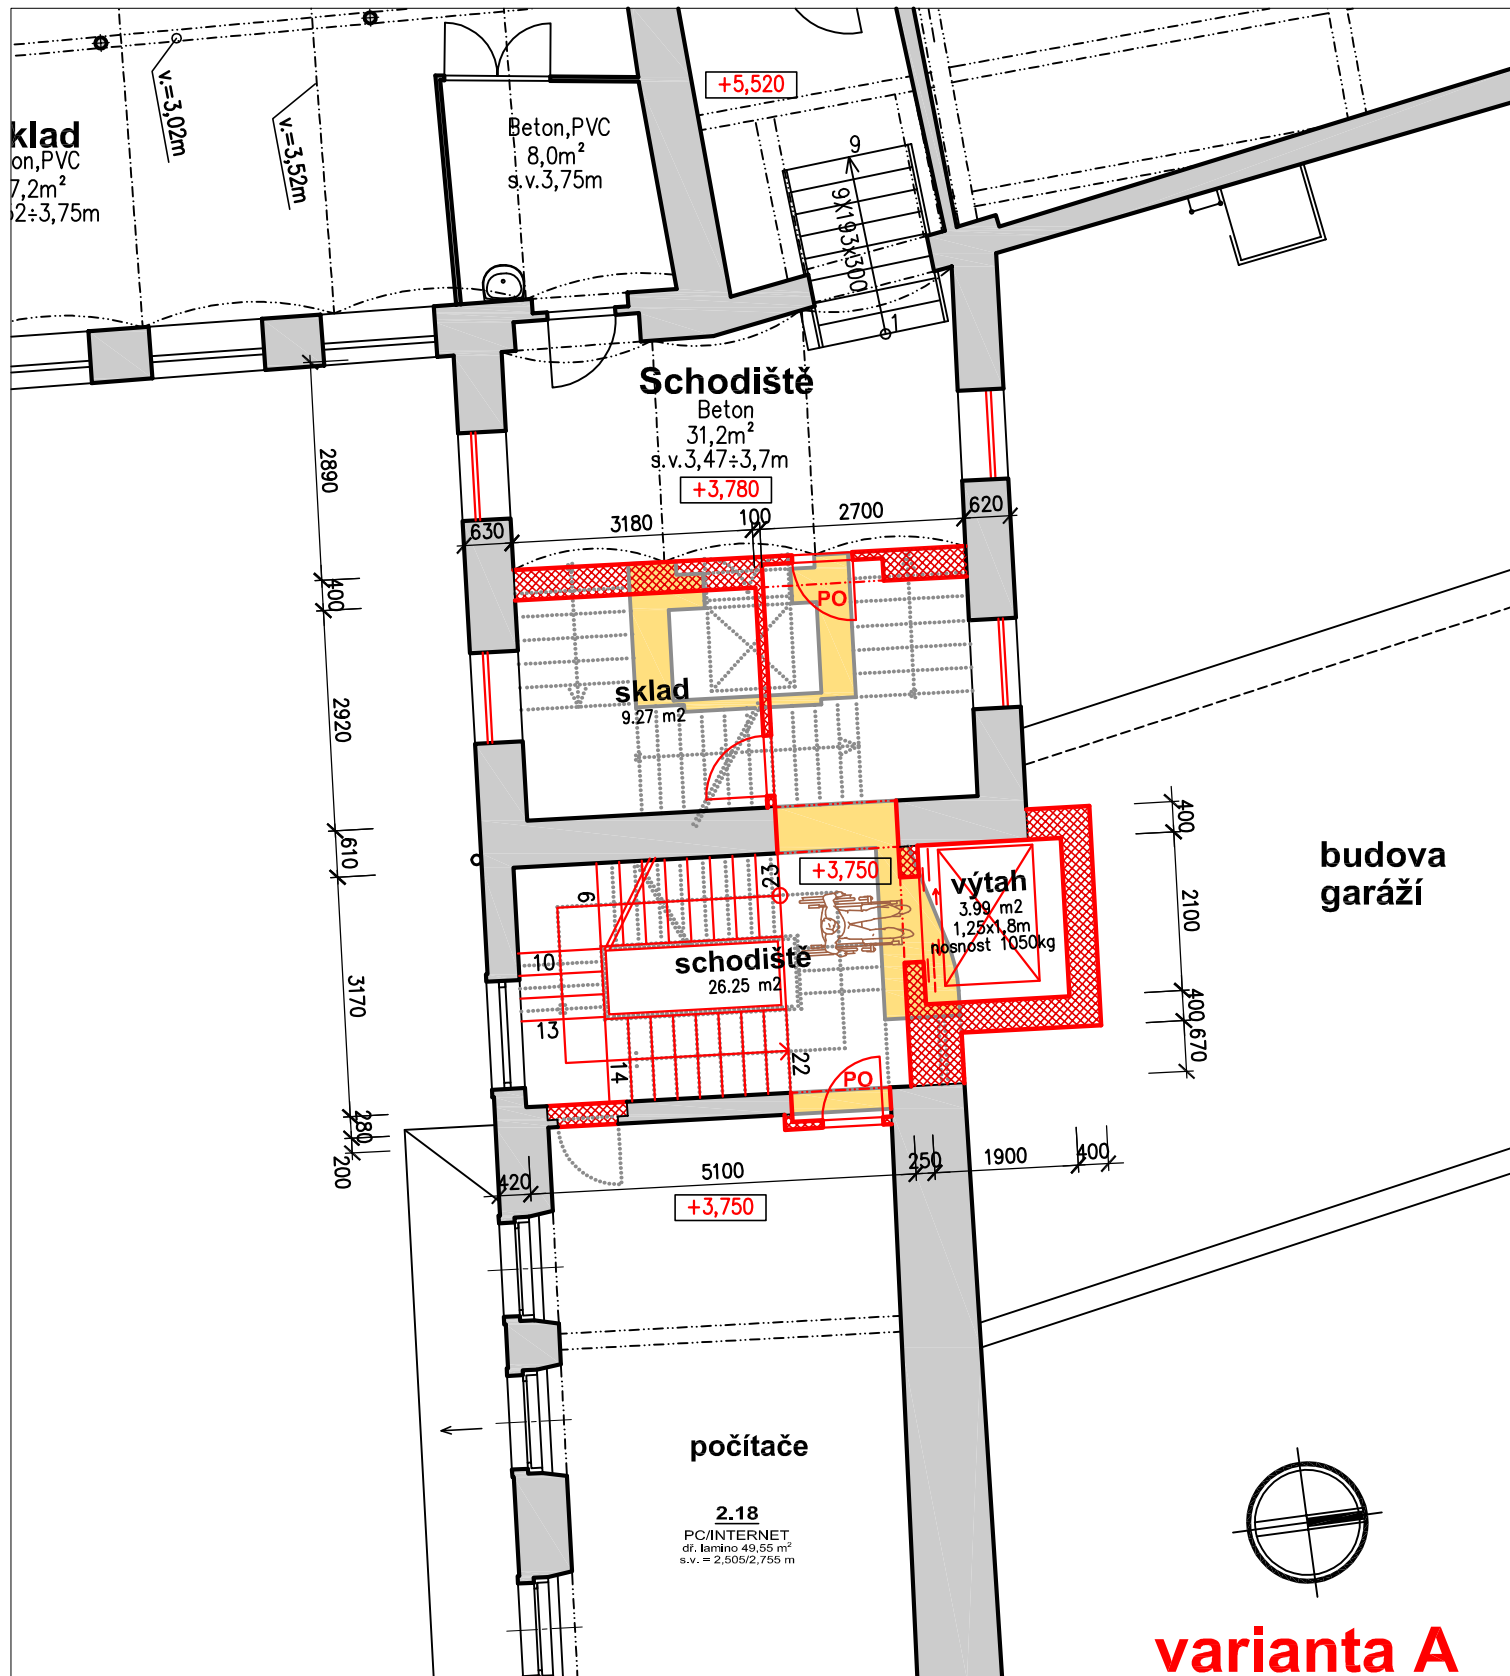 +5,520
v.=3,02m
v.=3,52m
klad
on,PVC
7,2m²
2÷3,75m
Beton,PVC
8,0m²
s.v.3,75m
9
9X193x300
1
Schodiště
Beton
31,2m²
s.v.3,47÷3,7m
+3,780
2890
400
2920
610
3170
280
200
630
3180
100
2700
620
PO
sklad
9.27 m2
+3,750
23
9
10
13
14
22
schodiště
26.25 m2
výtah
3.99 m2
1,25x1,8m
nosnost 1050kg
PO
400
2100
400
670
budova
garáží
420
5100
250
1900
400
+3,750
počítače
2.18
PC/INTERNET
dř. lamino 49,55 m²
s.v. = 2,505/2,755 m
varianta A